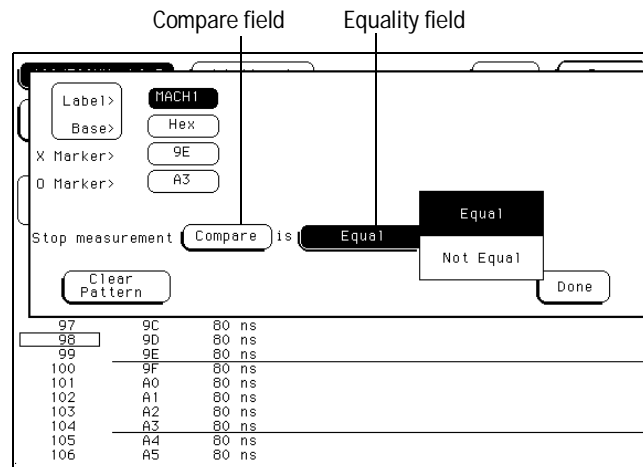 Compare field Equality field
Label> MACH1
Base> Hex
X Marker> 9E
O Marker> A3
Stop measurement Compare is Equal
Equal
Not Equal
Clear
Pattern
Done
97 9C 80 ns
98 9D 80 ns
99 9E 80 ns
100 9F 80 ns
101 A0 80 ns
102 A1 80 ns
103 A2 80 ns
104 A3 80 ns
105 A4 80 ns
106 A5 80 ns